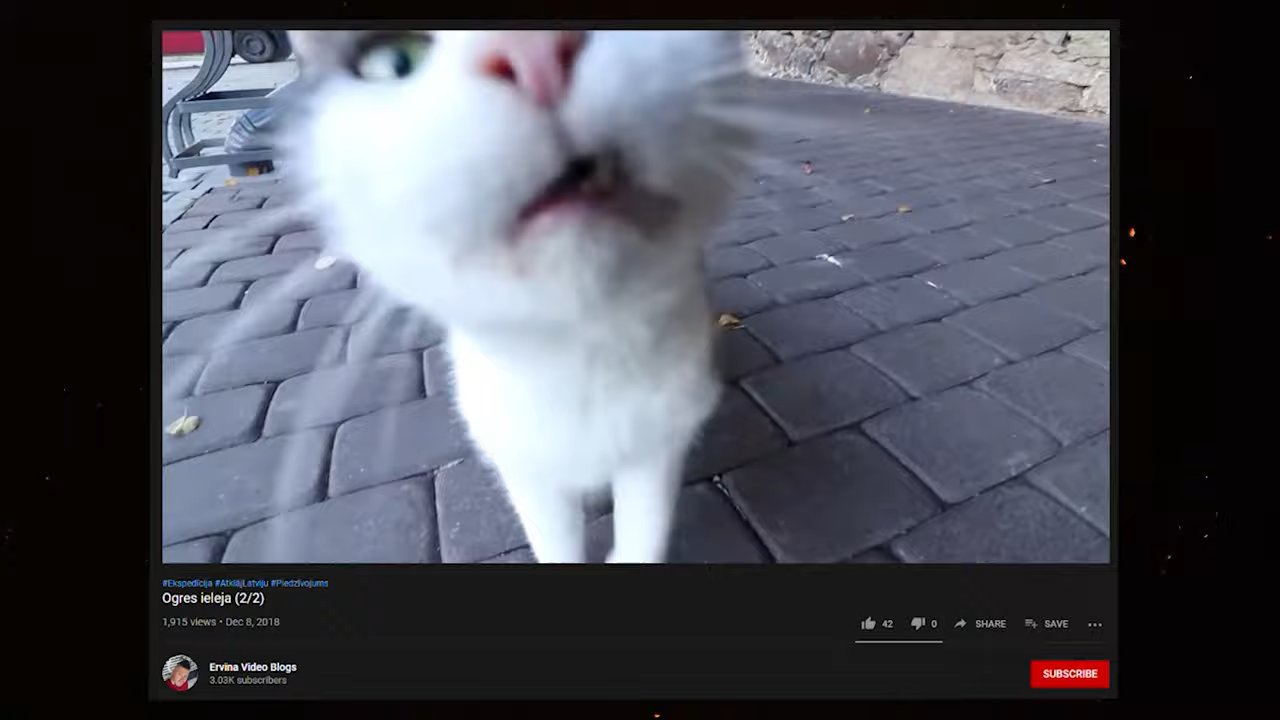 #Ekspedīcija #AtklājLatviju #Piedzīvojums
Ogres ieleja (2/2)
1,915 views • Dec 8, 2018
42 0 SHARE SAVE
Ervīna Video Blogs
3.03K subscribers
SUBSCRIBE